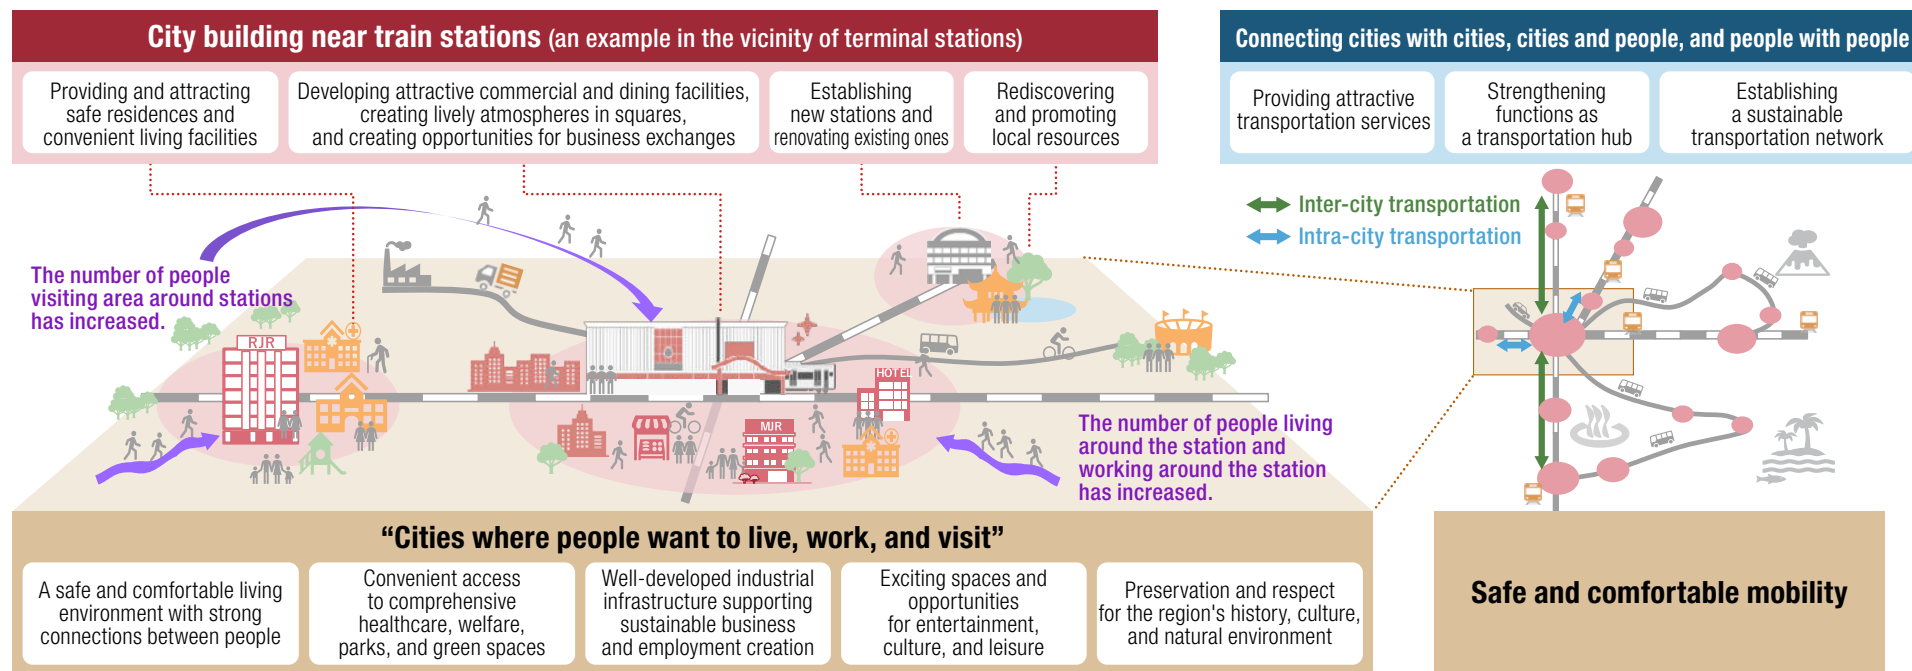 City building near train stations (an example in the vicinity of terminal stations)
Providing and attracting
safe residences and
convenient living facilities
Developing attractive commercial and dining facilities,
creating lively atmospheres in squares,
and creating opportunities for business exchanges
Establishing
new stations and
renovating existing ones
Rediscovering
and promoting
local resources
Connecting cities with cities, cities and people, and people with people
Providing attractive
transportation services
Strengthening
functions as
a transportation hub
Establishing
a sustainable
transportation network
Inter-city transportation
Intra-city transportation
The number of people
visiting area around stations
has increased.
RJR
HOTEL
MJR
The number of people living
around the station and
working around the station
has increased.
“Cities where people want to live, work, and visit”
A safe and comfortable living
environment with strong
connections between people
Convenient access
to comprehensive
healthcare, welfare,
parks, and green spaces
Well-developed industrial
infrastructure supporting
sustainable business
and employment creation
Exciting spaces and
opportunities
for entertainment,
culture, and leisure
Preservation and respect
for the region's history, culture,
and natural environment
Safe and comfortable mobility